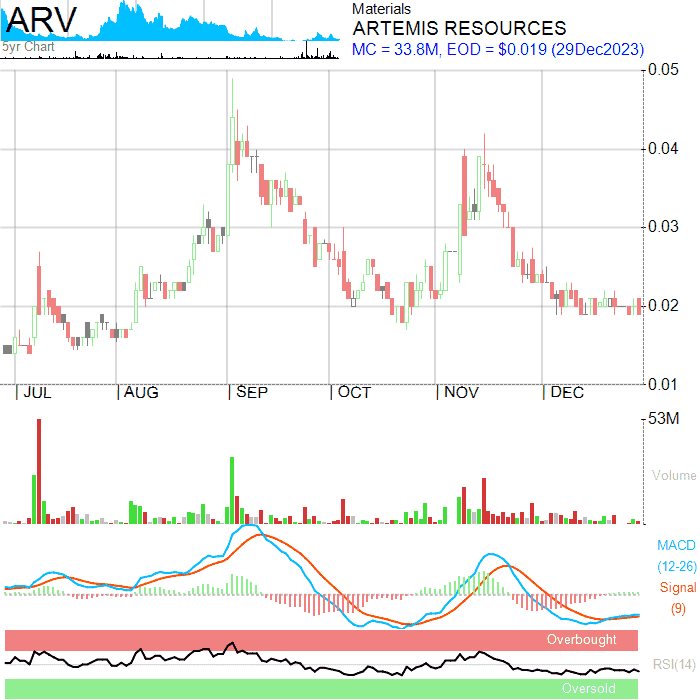 ARV
5yr Chart
Materials
ARTEMIS RESOURCES
MC = 33.8M, EOD = $0.019 (29Dec2023)
0.05
0.04
0.03
0.02
0.01
JUL AUG SEP OCT NOV DEC
53M
Volume
MACD
(12-26)
Signal
(9)
Overbought
RSI(14)
Oversold